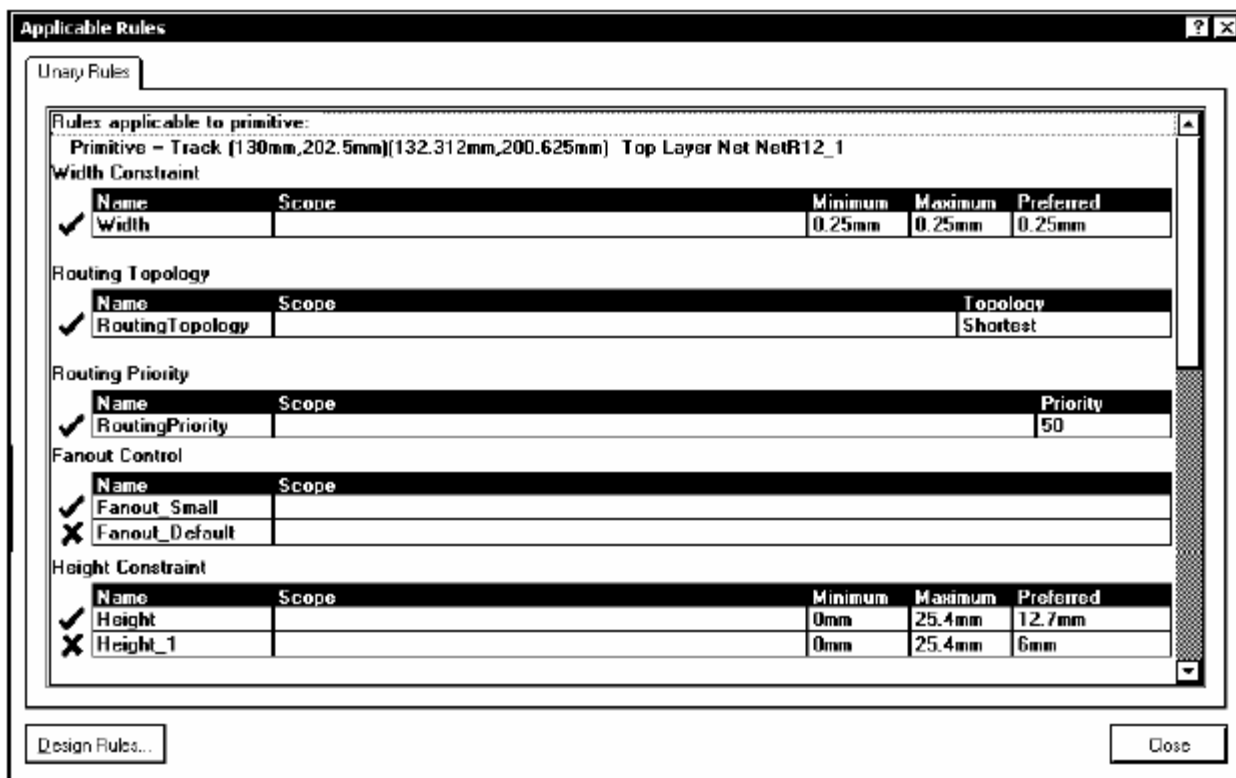 Applicable Rules
Unary Rules
Rules applicable to primitive:
Primitive - Track (130mm,202.5mm)(132.312mm,200.625mm) Top Layer Net NetR12_1
Width Constraint
Name Scope Minimum Maximum Preferred
Width 0.25mm 0.25mm 0.25mm
Routing Topology
Name Scope Topology
RoutingTopology Shortest
Routing Priority
Name Scope Priority
RoutingPriority 50
Fanout Control
Name Scope
Fanout_Small
Fanout_Default
Height Constraint
Name Scope Minimum Maximum Preferred
Height 0mm 25.4mm 12.7mm
Height_1 0mm 25.4mm 6mm
Design Rules... Close